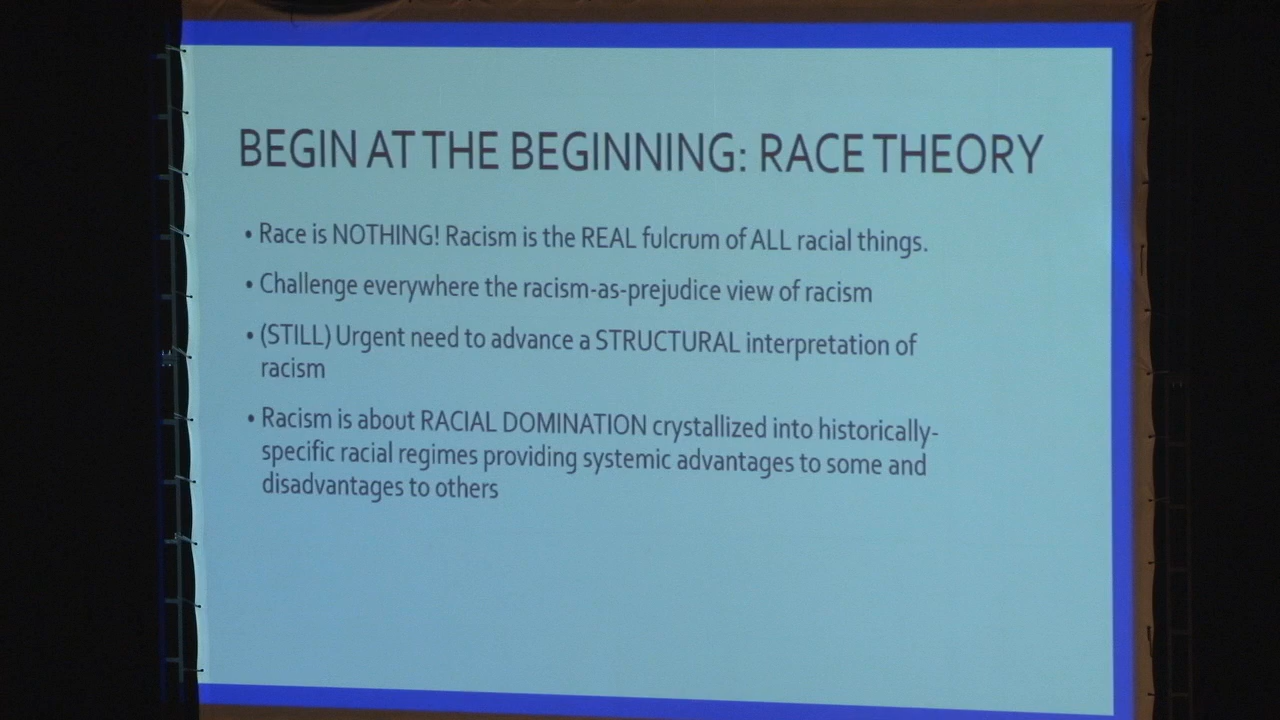 BEGIN AT THE BEGINNING: RACE THEORY
• Race is NOTHING! Racism is the REAL fulcrum of ALL racial things.
• Challenge everywhere the racism-as-prejudice view of racism
• (STILL) Urgent need to advance a STRUCTURAL interpretation of
racism
• Racism is about RACIAL DOMINATION crystallized into historically-
specific racial regimes providing systemic advantages to some and
disadvantages to others